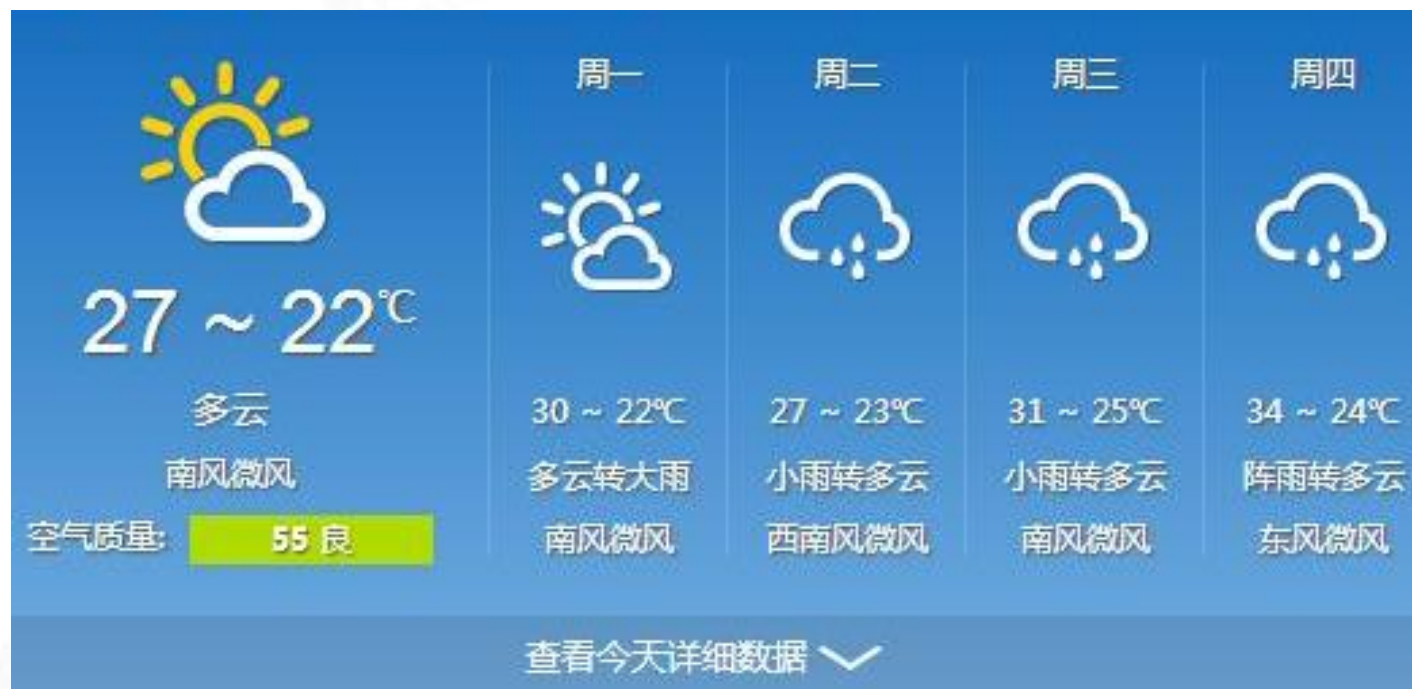 27 ~ 22℃
多云
南风微风
空气质量: 55 良
周一
30 ~ 22℃
多云转大雨
南风微风
周二
27 ~ 23℃
小雨转多云
西南风微风
周三
31 ~ 25℃
小雨转多云
南风微风
周四
34 ~ 24℃
阵雨转多云
东风微风
查看今天详细数据